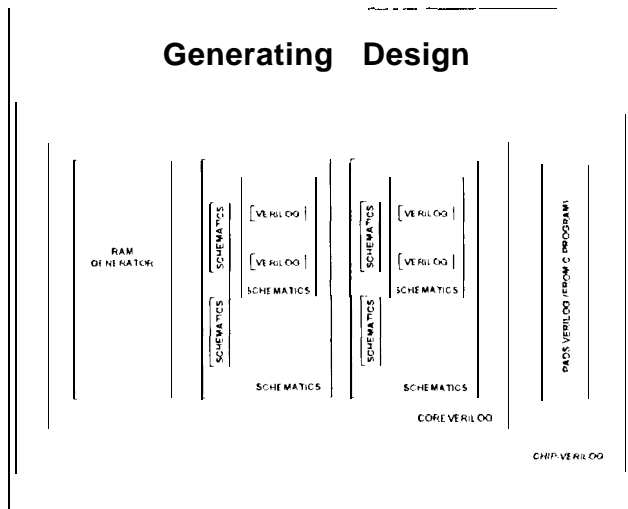 Generating Design
RAM
GENERATOR
SCHEMATICS
SCHEMATICS
VERILOG
VERILOG
SCHEMATICS
SCHEMATICS
SCHEMATICS
SCHEMATICS
VERILOG
VERILOG
SCHEMATICS
SCHEMATICS
CORE VERILOG
PADS VERILOG (FROM C PROGRAM)
CHIP-VERILOG